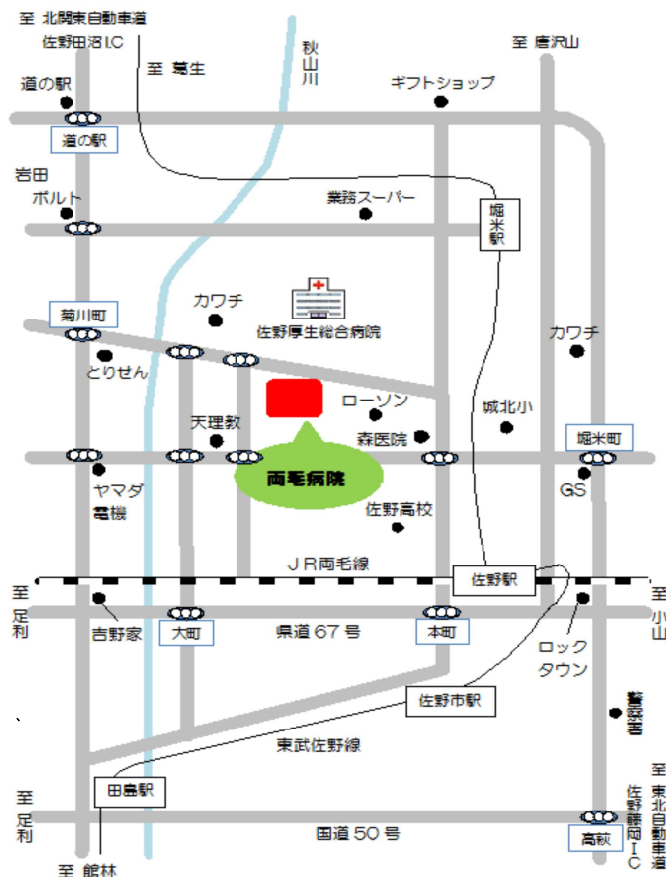 至 北関東自動車道
佐野田沼I.C
至 葛生
秋山川
至 唐沢山
道の駅
ギフトショップ
道の駅
岩田
ボルト
業務スーパー
堀米駅
菊川町
カワチ
佐野厚生総合病院
カワチ
とりせん
ローソン
城北小
天理教
森医院
堀米町
両毛病院
ヤマダ
電機
GS
佐野高校
JR両毛線
佐野駅
至 足利
至 小山
吉野家
大町
県道67号
本町
ロック
タウン
佐野市駅
警察署
東武佐野線
田島駅
至 足利
国道50号
高萩
至 東北自動車道
佐野藤岡IC
至 館林